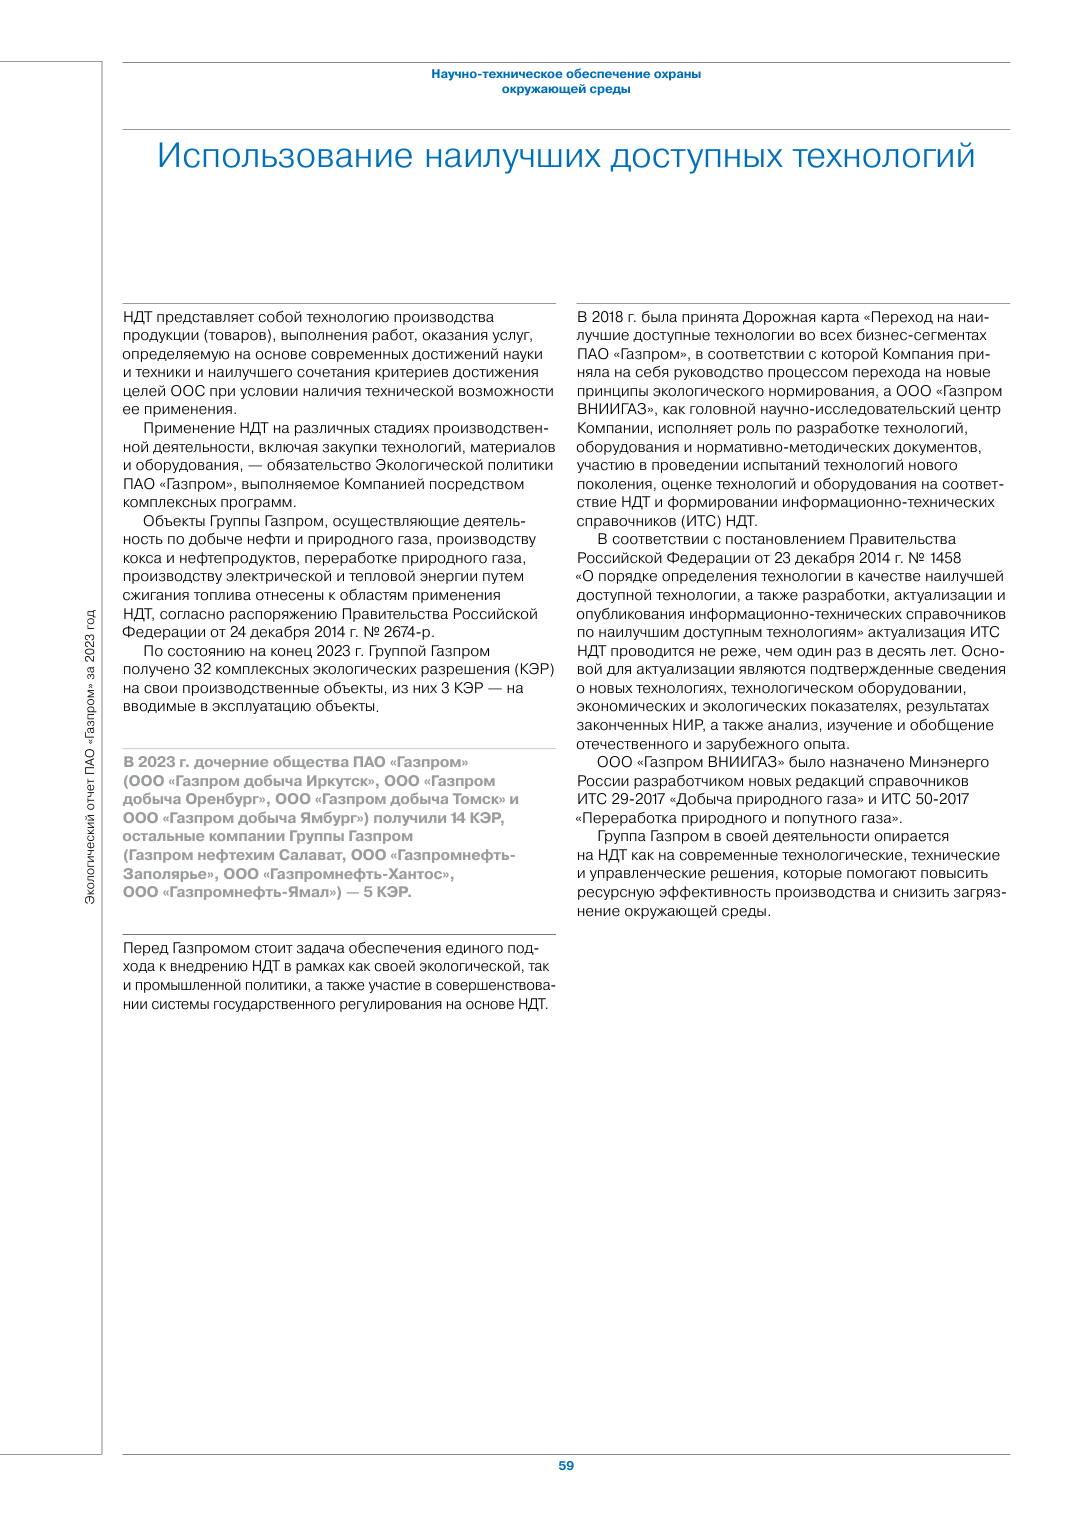 Научно-техническое обеспечение охраны
окружающей среды
Использование наилучших доступных технологий
НДТ представляет собой технологию производства
продукции (товаров), выполнения работ, оказания услуг,
определяемую на основе современных достижений науки
и техники и наилучшего сочетания критериев достижения
целей ООС при условии наличия технической возможности
ее применения.
Применение НДТ на различных стадиях производствен-
ной деятельности, включая закупки технологий, материалов
и оборудования, — обязательство Экологической политики
ПАО «Газпром», выполняемое Компанией посредством
комплексных программ.
Объекты Группы Газпром, осуществляющие деятель-
ность по добыче нефти и природного газа, производству
кокса и нефтепродуктов, переработке природного газа,
производству электрической и тепловой энергии путем
сжигания топлива отнесены к областям применения
НДТ, согласно распоряжению Правительства Российской
Федерации от 24 декабря 2014 г. № 2674-р.
По состоянию на конец 2023 г. Группой Газпром
получено 32 комплексных экологических разрешения (КЭР)
на свои производственные объекты, из них 3 КЭР — на
вводимые в эксплуатацию объекты.
В 2023 г. дочерние общества ПАО «Газпром»
(ООО «Газпром добыча Иркутск», ООО «Газпром
добыча Оренбург», ООО «Газпром добыча Томск» и
ООО «Газпром добыча Ямбург») получили 14 КЭР,
остальные компании Группы Газпром
(Газпром нефтехим Салават, ООО «Газпромнефть-
Заполярье», ООО «Газпромнефть-Хантос»,
ООО «Газпромнефть-Ямал») — 5 КЭР.
Перед Газпромом стоит задача обеспечения единого под-
хода к внедрению НДТ в рамках как своей экологической, так
и промышленной политики, а также участие в совершенствова-
нии системы государственного регулирования на основе НДТ.
В 2018 г. была принята Дорожная карта «Переход на наи-
лучшие доступные технологии во всех бизнес-сегментах
ПАО «Газпром», в соответствии с которой Компания при-
няла на себя руководство процессом перехода на новые
принципы экологического нормирования, а ООО «Газпром
ВНИИГАЗ», как головной научно-исследовательский центр
Компании, исполняет роль по разработке технологий,
оборудования и нормативно-методических документов,
участию в проведении испытаний технологий нового
поколения, оценке технологий и оборудования на соответ-
ствие НДТ и формировании информационно-технических
справочников (ИТС) НДТ.
В соответствии с постановлением Правительства
Российской Федерации от 23 декабря 2014 г. № 1458
«О порядке определения технологии в качестве наилучшей
доступной технологии, а также разработки, актуализации и
опубликования информационно-технических справочников
по наилучшим доступным технологиям» актуализация ИТС
НДТ проводится не реже, чем один раз в десять лет. Осно-
вой для актуализации являются подтвержденные сведения
о новых технологиях, технологическом оборудовании,
экономических и экологических показателях, результатах
законченных НИР, а также анализ, изучение и обобщение
отечественного и зарубежного опыта.
ООО «Газпром ВНИИГАЗ» было назначено Минэнерго
России разработчиком новых редакций справочников
ИТС 29-2017 «Добыча природного газа» и ИТС 50-2017
«Переработка природного и попутного газа».
Группа Газпром в своей деятельности опирается
на НДТ как на современные технологические, технические
и управленческие решения, которые помогают повысить
ресурсную эффективность производства и снизить загряз-
нение окружающей среды.
Экологический отчет ПАО «Газпром» за 2023 год
59